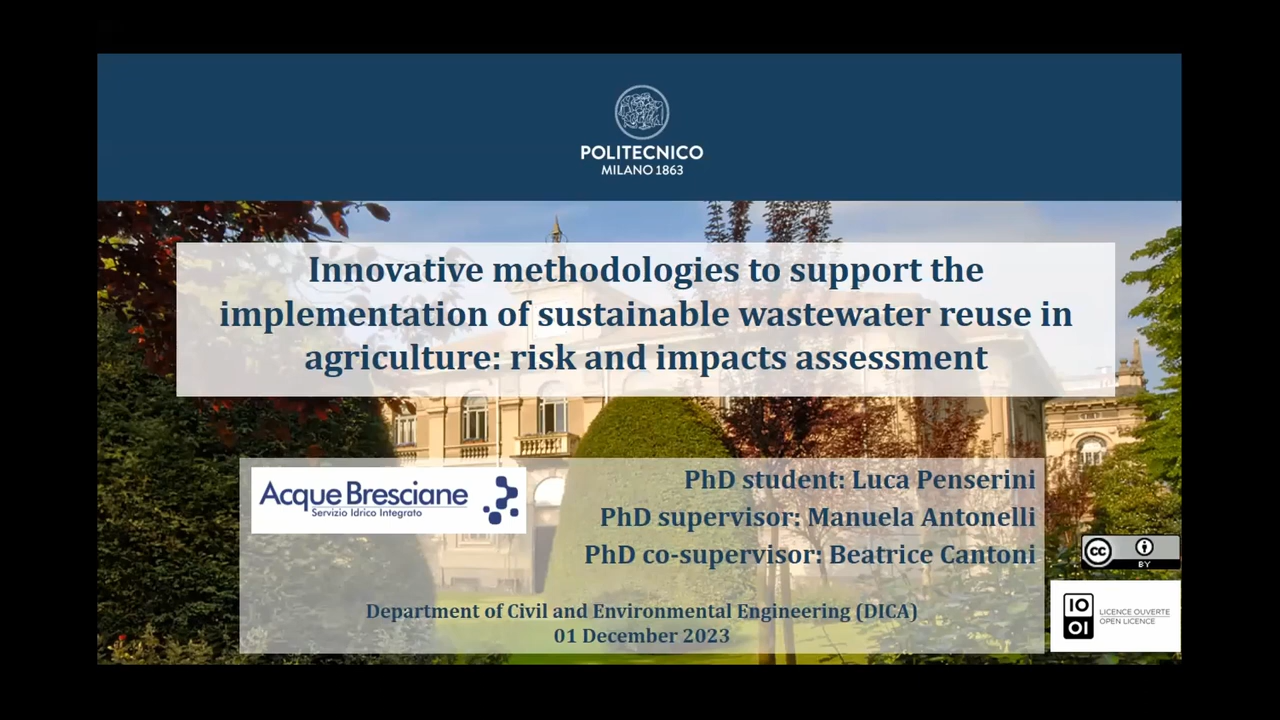 POLITECNICO
MILANO 1863
Innovative methodologies to support the
implementation of sustainable wastewater reuse in
agriculture: risk and impacts assessment
Acque Bresciane
Servizio Idrico Integrato
PhD student: Luca Penserini
PhD supervisor: Manuela Antonelli
PhD co-supervisor: Beatrice Cantoni
Department of Civil and Environmental Engineering (DICA)
01 December 2023
cc
BY
IO
OI
LICENCE OUVERTE
OPEN LICENCE